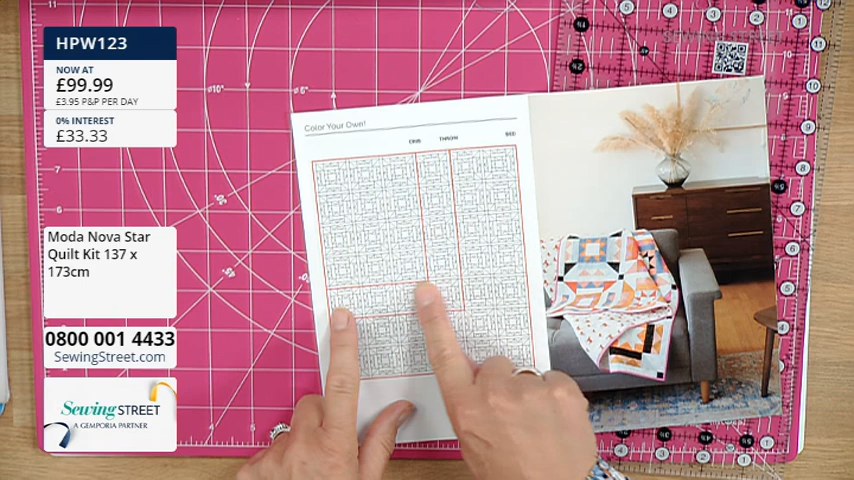 HPW123
NOW AT
£99.99
£3.95 P&P PER DAY
0% INTEREST
£33.33
Moda Nova Star
Quilt Kit 137 x
173cm
0800 001 4433
SewingStreet.com
Sewing STREET
A GEMPORIA PARTNER
Color Your Own!
CRIB THROW BED